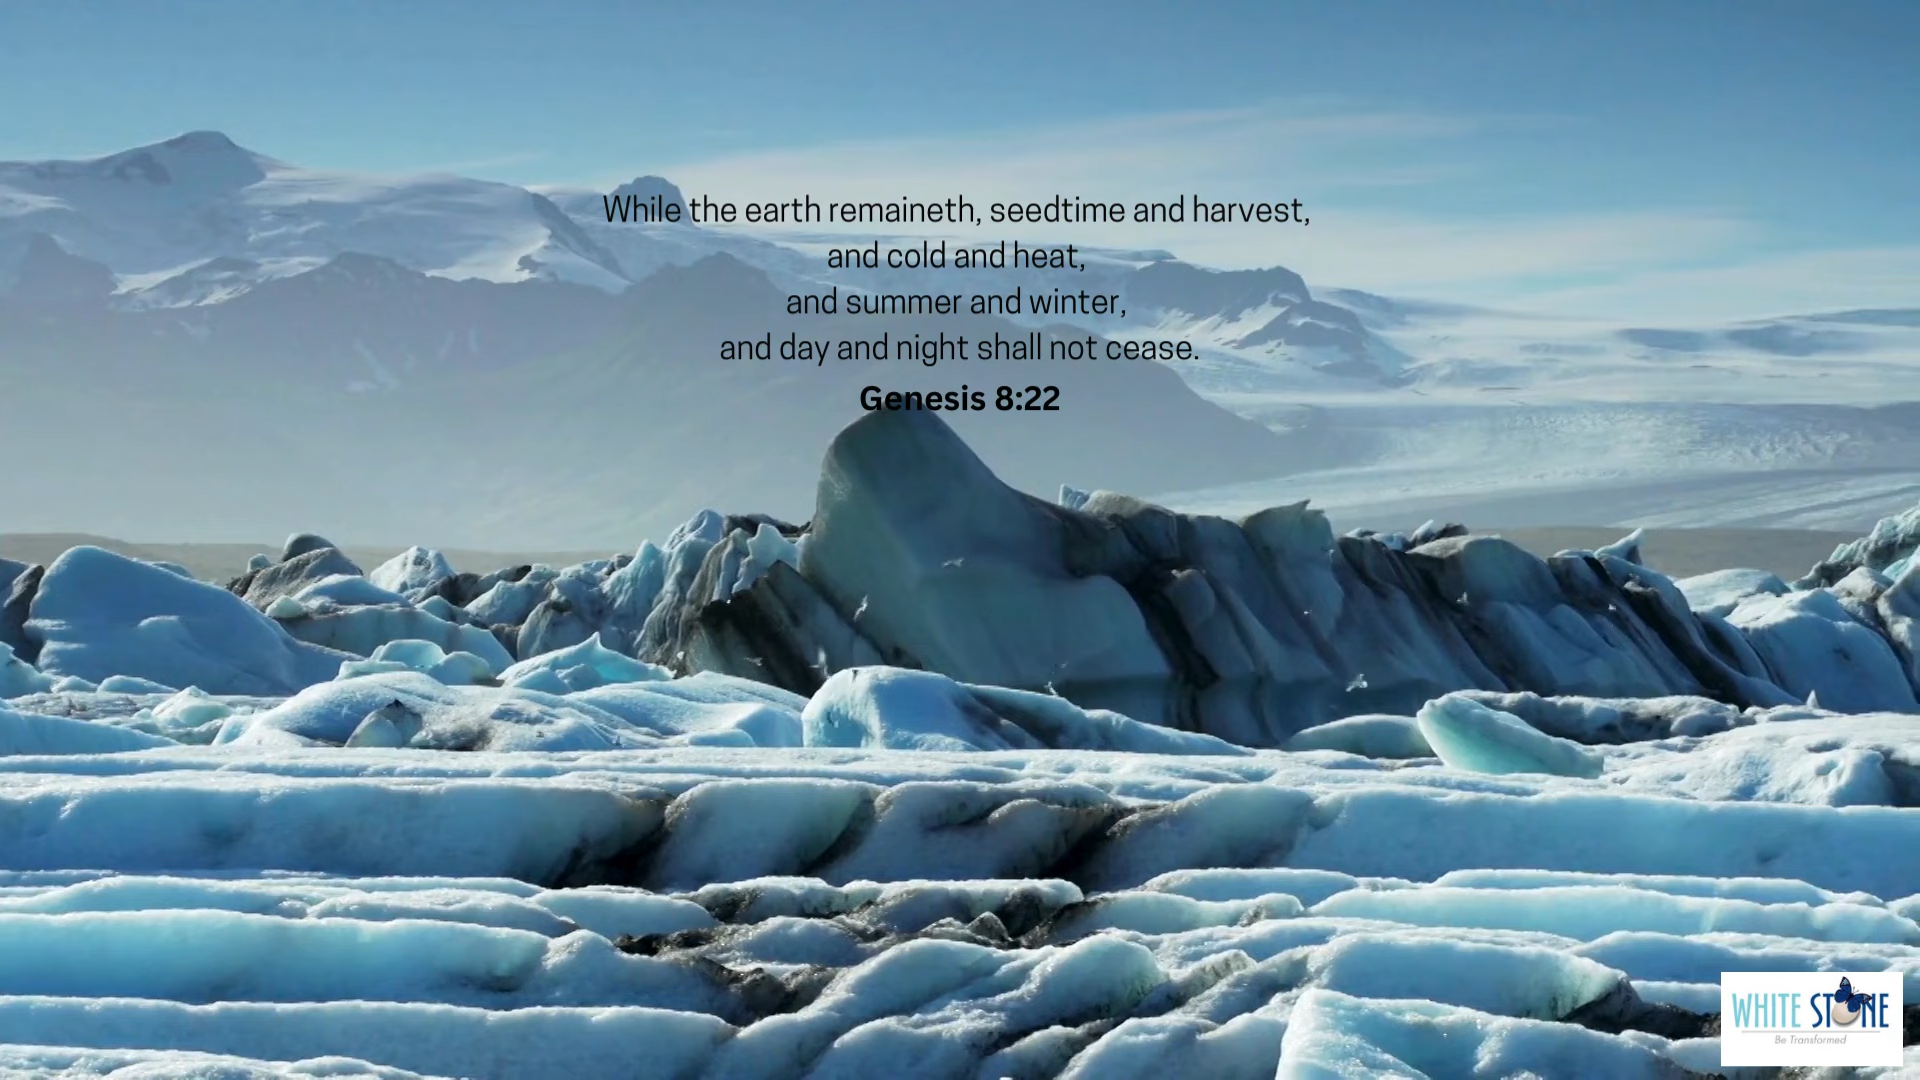 While the earth remaineth, seedtime and harvest,
and cold and heat,
and summer and winter,
and day and night shall not cease.
Genesis 8:22
WHITE STONE
Be Transformed